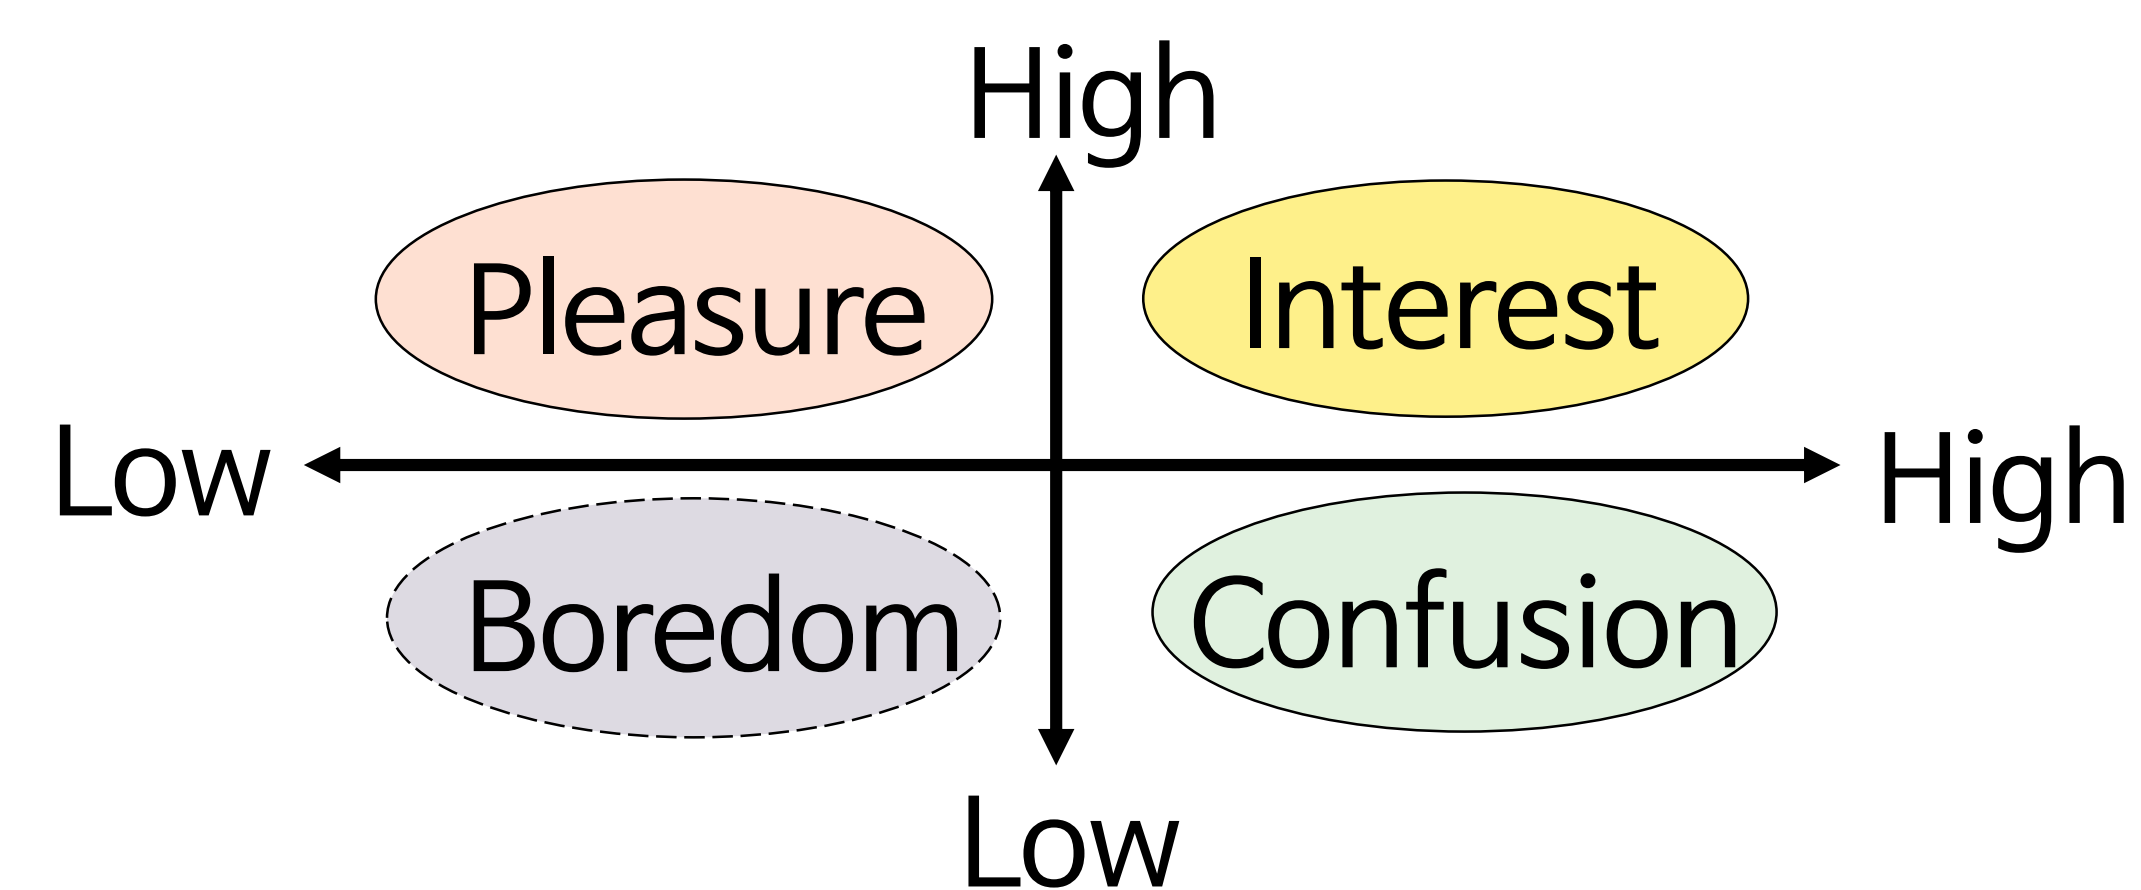 High
Pleasure
Interest
Low
High
Boredom
Confusion
Low